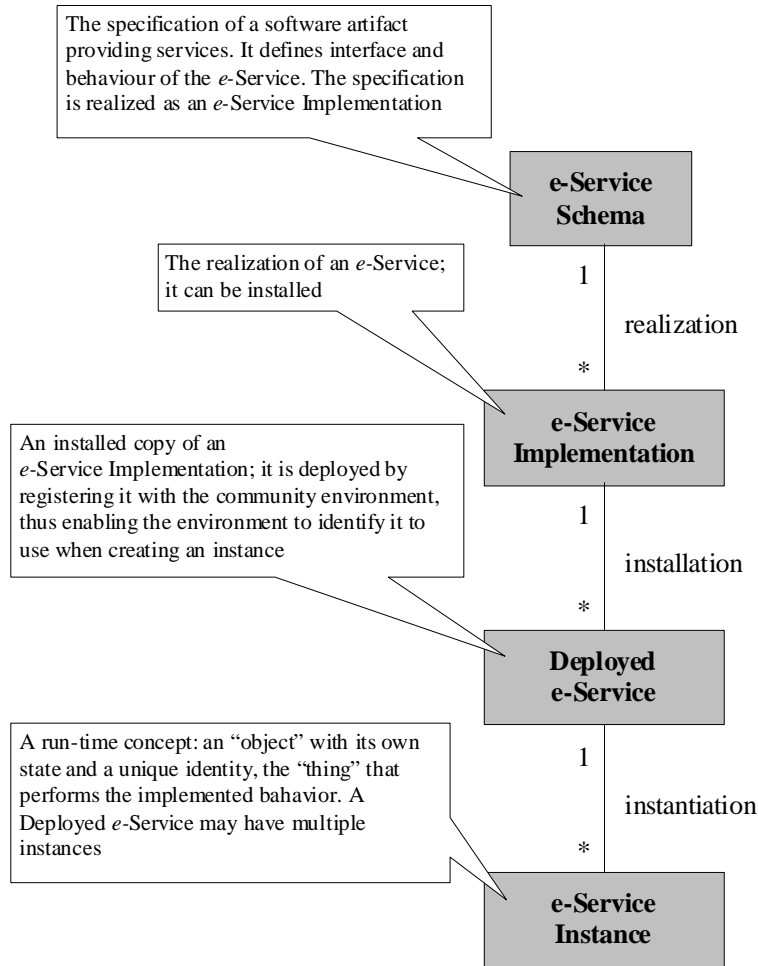 The specification of a software artifact
providing services. It defines interface and
behaviour of the e-Service. The specification
is realized as an e-Service Implementation
e-Service
Schema
The realization of an e-Service;
it can be installed
1
realization
*
e-Service
Implementation
An installed copy of an
e-Service Implementation; it is deployed by
registering it with the community environment,
thus enabling the environment to identify it to
use when creating an instance
1
installation
*
Deployed
e-Service
A run-time concept: an “object” with its own
state and a unique identity, the “thing” that
performs the implemented bahavior. A
Deployed e-Service may have multiple
instances
1
instantiation
*
e-Service
Instance